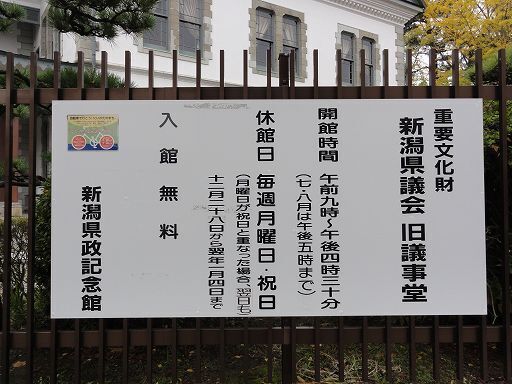 重要文化財
新潟県議会 旧議事堂
開館時間 午前九時〜午後四時三十分
(七・八月は午後五時まで)
休館日 毎週月曜日・祝日
(月曜日が祝日と重なった場合、翌日も)
十二月二十八日から翌年一月四日まで
入館無料
新潟県政記念館